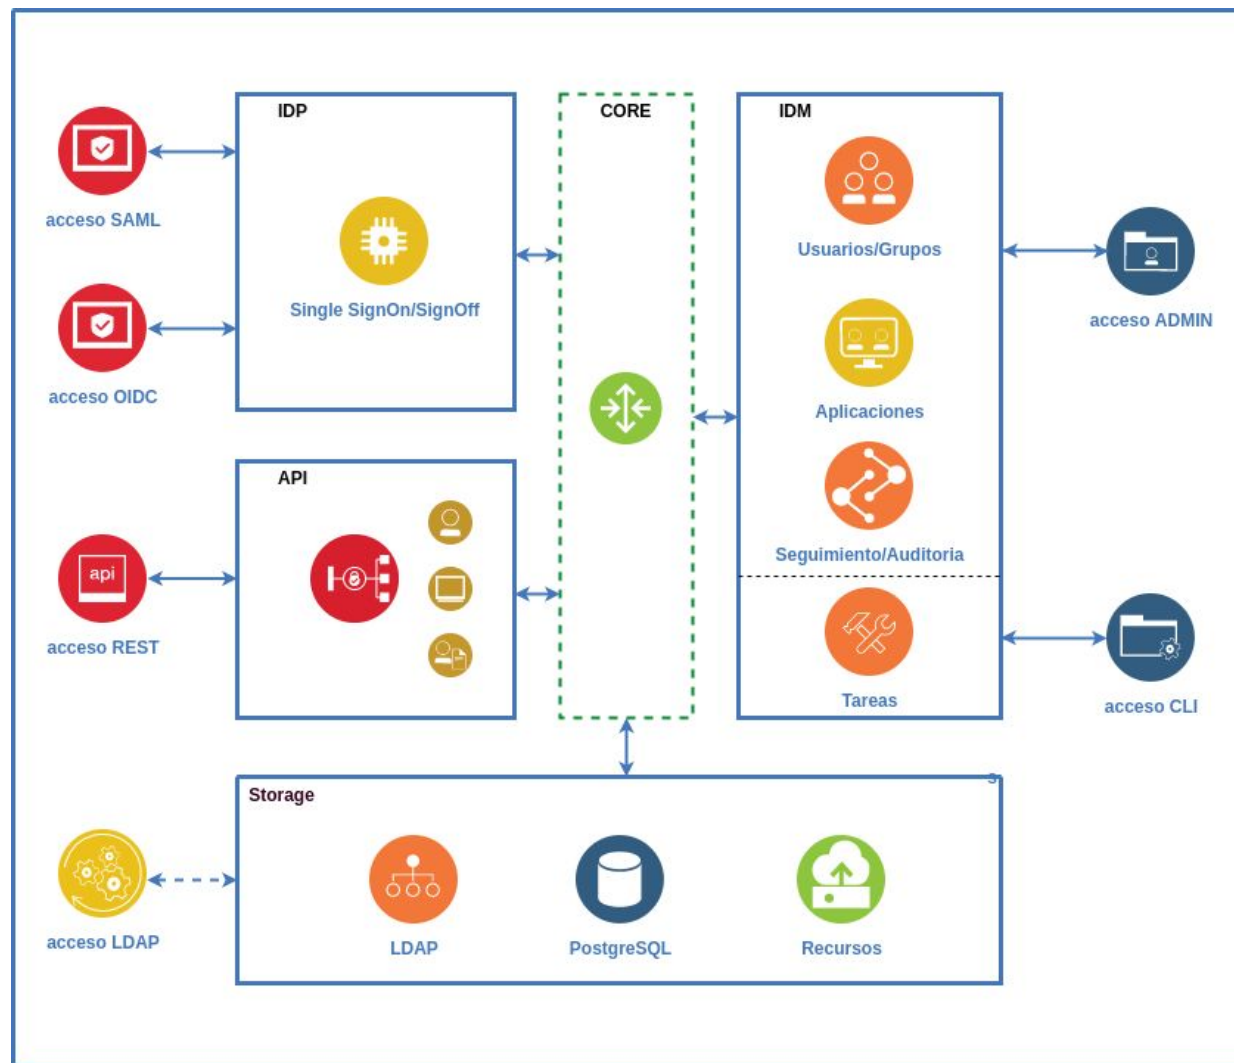 IDP
CORE
IDM
acceso SAML
Single SignOn/SignOff
acceso OIDC
Usuarios/Grupos
acceso ADMIN
Aplicaciones
API
api
acceso REST
Seguimiento/Auditoria
Tareas
acceso CLI
Storage
acceso LDAP
LDAP
PostgreSQL
Recursos